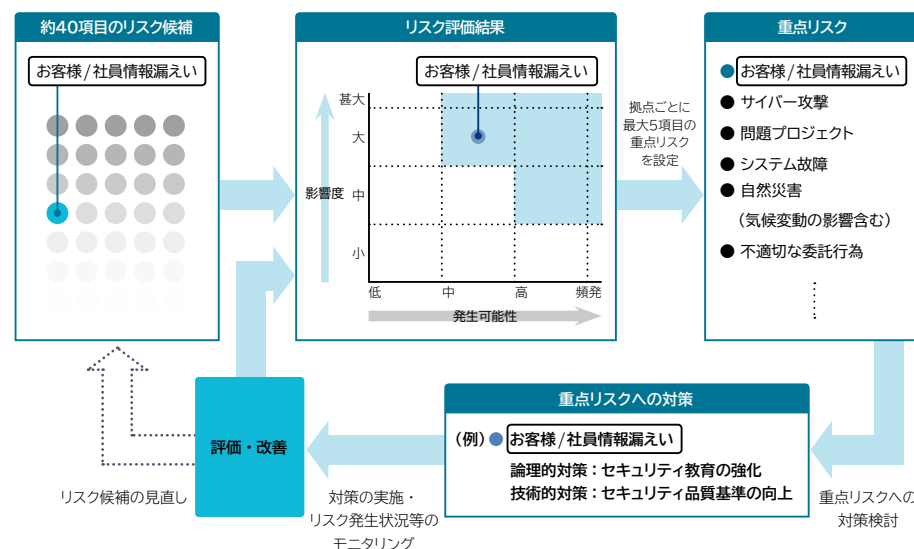 約40項目のリスク候補
お客様/社員情報漏えい
リスク評価結果
お客様/社員情報漏えい
甚大
大
中
小
影響度
低
中
高
頻発
発生可能性
拠点ごとに
最大5項目の
重点リスク
を設定
重点リスク
● お客様/社員情報漏えい
● サイバー攻撃
● 問題プロジェクト
● システム故障
● 自然災害
(気候変動の影響含む)
● 不適切な委託行為
重点リスクへの
対策検討
重点リスクへの対策
(例) ● お客様/社員情報漏えい
論理的対策：セキュリティ教育の強化
技術的対策：セキュリティ品質基準の向上
対策の実施・
リスク発生状況等の
モニタリング
評価・改善
リスク候補の見直し